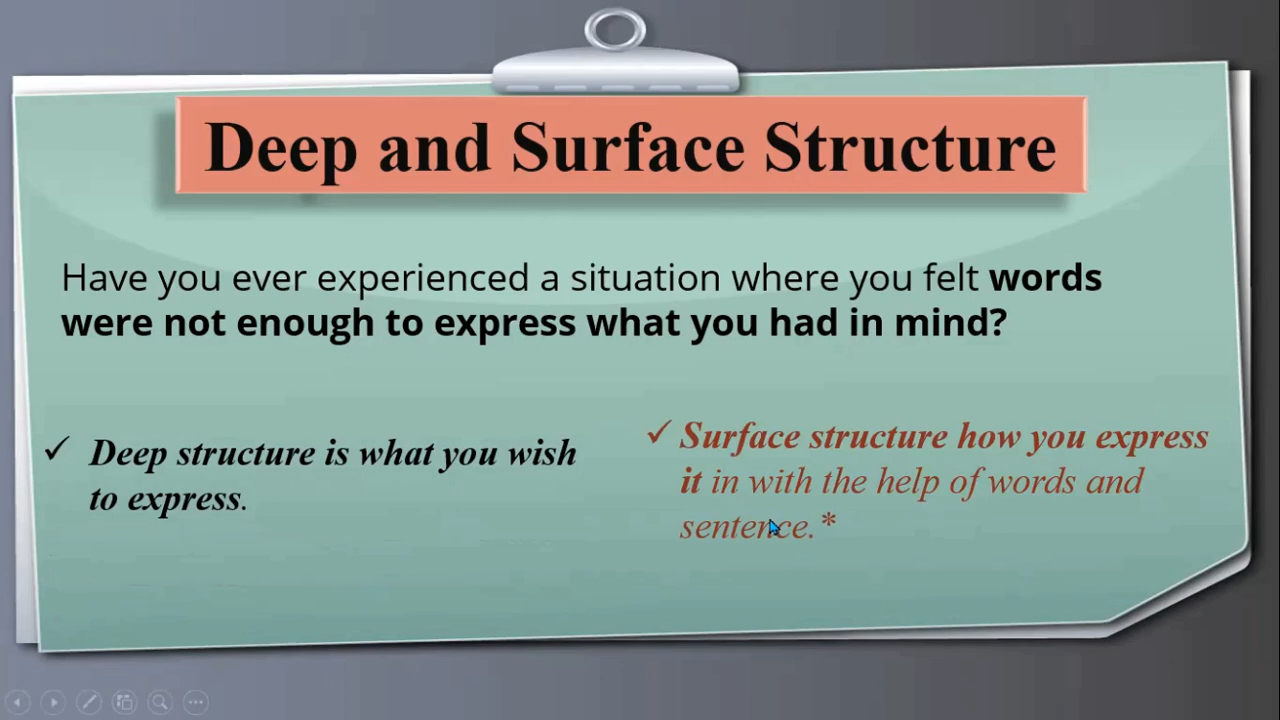 Deep and Surface Structure
Have you ever experienced a situation where you felt words
were not enough to express what you had in mind?
✓ Deep structure is what you wish
to express.
✓ Surface structure how you express
it in with the help of words and
sentence.*